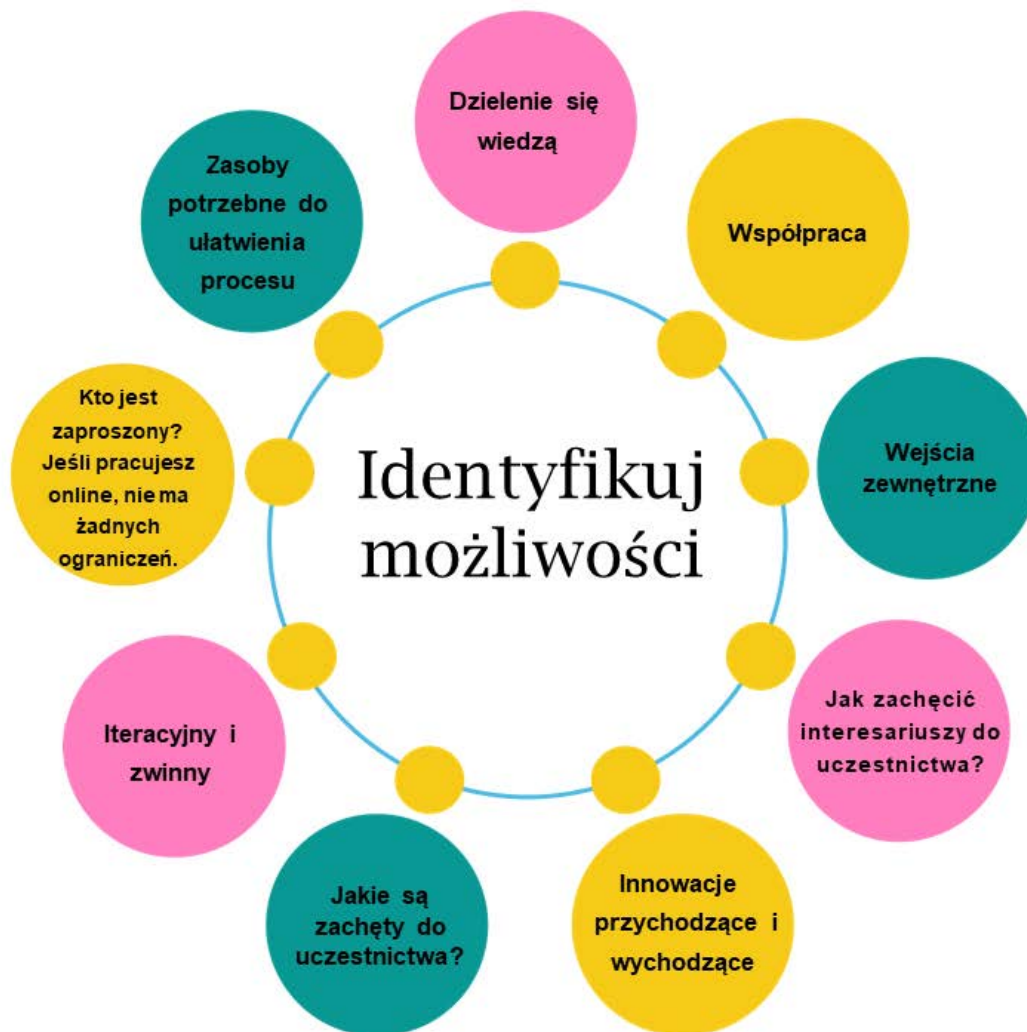 Dzielenie się
wiedzą
Współpraca
Wejścia
zewnętrzne
Jak zachęcić
interesariuszy do
uczestnictwa?
Innowacje
przychodzące i
wychodzące
Jakie są
zachęty do
uczestnictwa?
Iteracyjny i
zwinny
Kto jest
zaproszony?
Jeśli pracujesz
online, nie ma
żadnych
ograniczeń.
Zasoby
potrzebne do
ułatwienia
procesu
Identyfikuj
możliwości